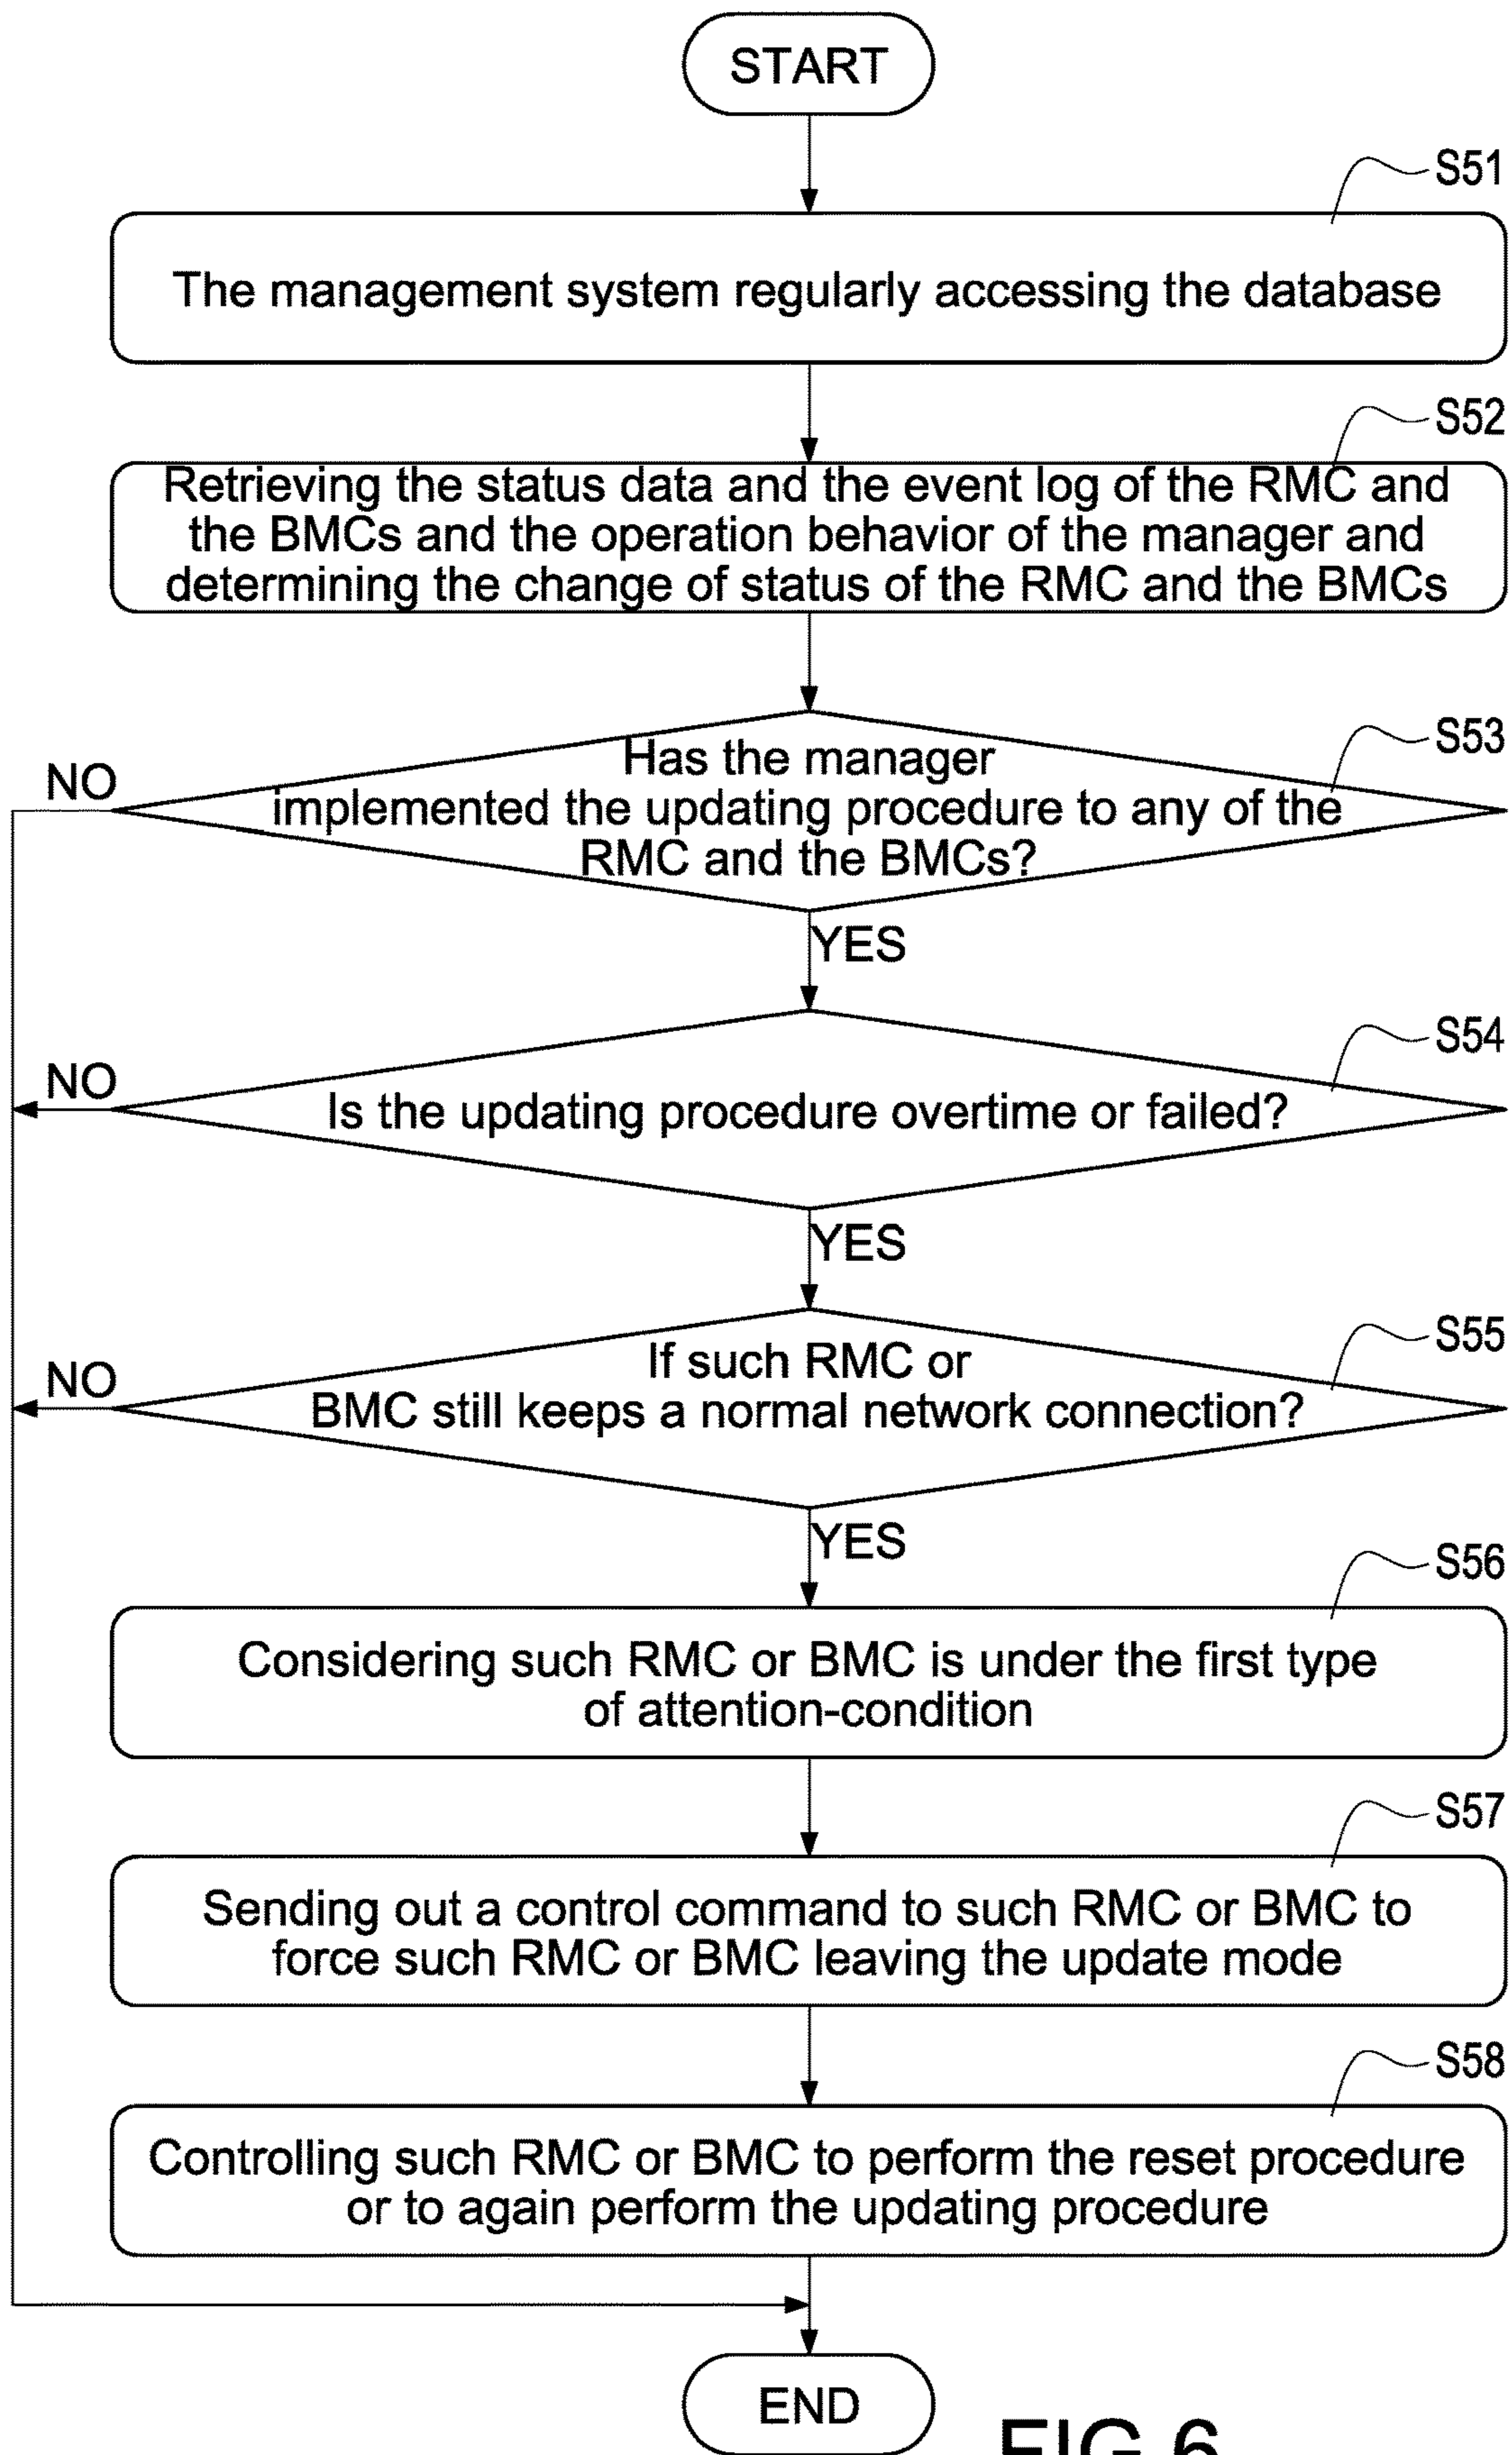 START
S51
The management system regularly accessing the database
S52
Retrieving the status data and the event log of the RMC and
the BMCs and the operation behavior of the manager and
determining the change of status of the RMC and the BMCs
S53
NO
Has the manager
implemented the updating procedure to any of the
RMC and the BMCs?
YES
S54
NO
Is the updating procedure overtime or failed?
YES
S55
NO
If such RMC or
BMC still keeps a normal network connection?
YES
S56
Considering such RMC or BMC is under the first type
of attention-condition
S57
Sending out a control command to such RMC or BMC to
force such RMC or BMC leaving the update mode
S58
Controlling such RMC or BMC to perform the reset procedure
or to again perform the updating procedure
END
FIG.6